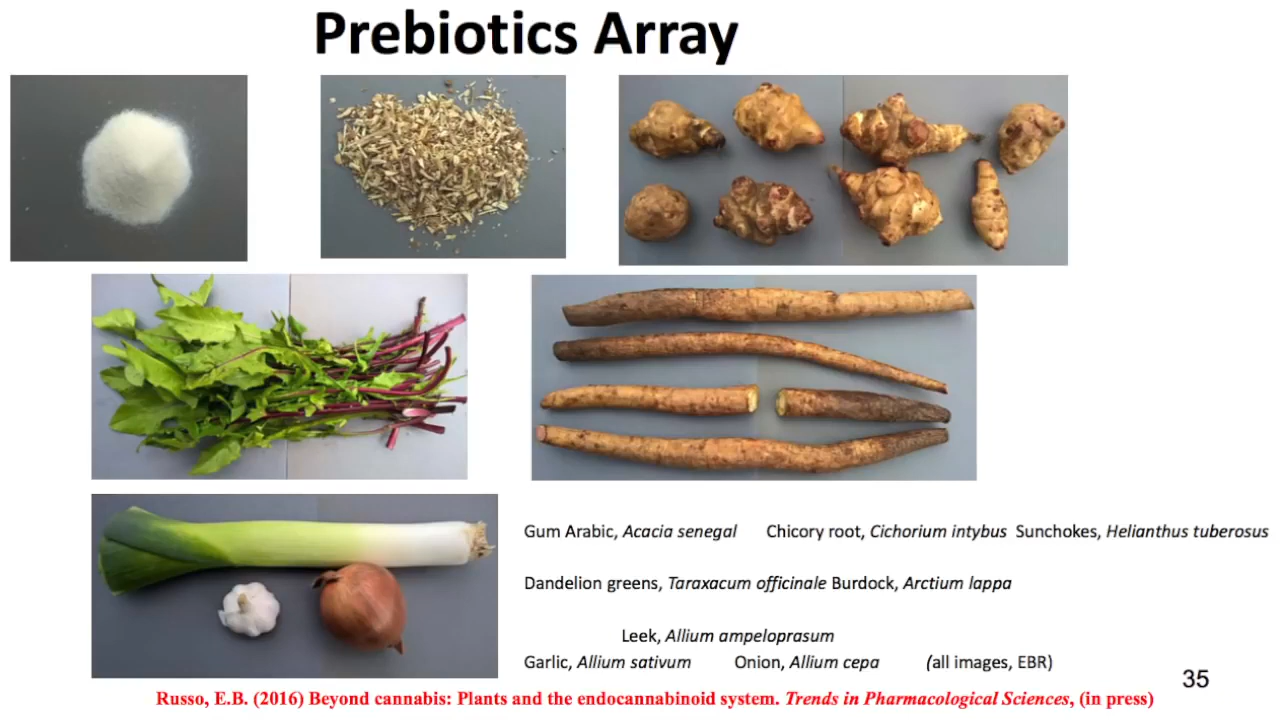 Prebiotics Array
Gum Arabic, Acacia senegal Chicory root, Cichorium intybus Sunchokes, Helianthus tuberosus
Dandelion greens, Taraxacum officinale Burdock, Arctium lappa
Leek, Allium ampeloprasum
Garlic, Allium sativum Onion, Allium cepa (all images, EBR)
35
Russo, E.B. (2016) Beyond cannabis: Plants and the endocannabinoid system. Trends in Pharmacological Sciences, (in press)